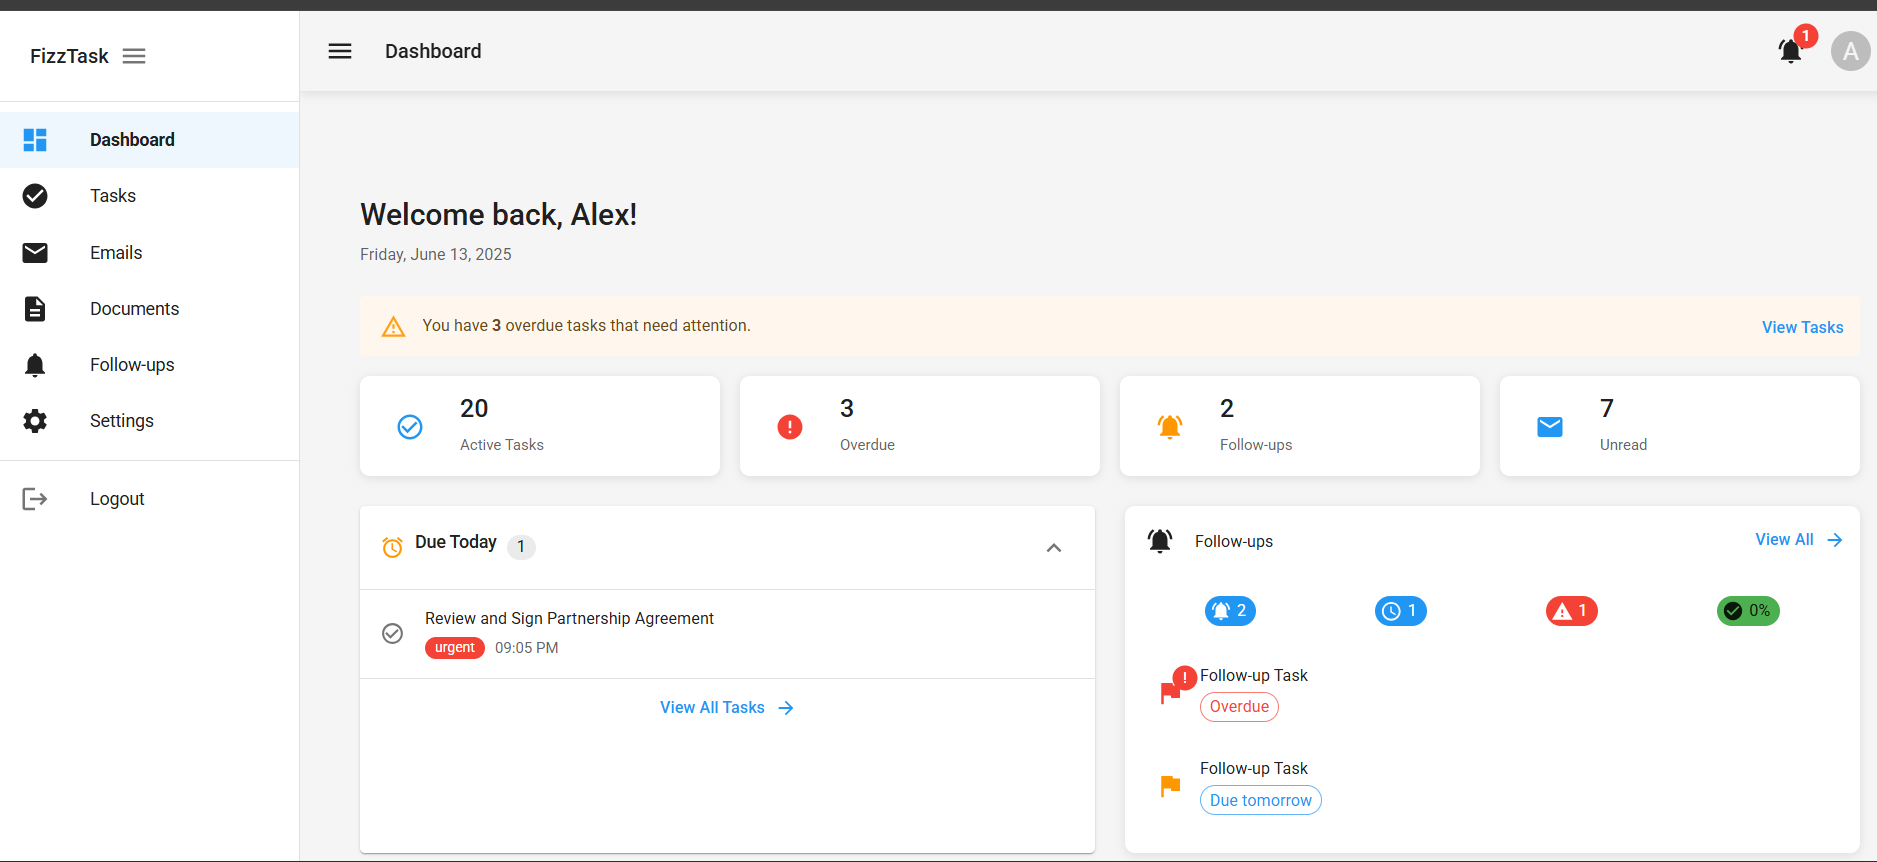 FizzTask
Dashboard
Tasks
Emails
Documents
Follow-ups
Settings
Logout
Dashboard
1
A
Welcome back, Alex!
Friday, June 13, 2025
You have 3 overdue tasks that need attention.
View Tasks
20
Active Tasks
3
Overdue
2
Follow-ups
7
Unread
Due Today 1
Review and Sign Partnership Agreement
urgent 09:05 PM
View All Tasks
Follow-ups
View All
2
1
1
0%
Follow-up Task
Overdue
Follow-up Task
Due tomorrow